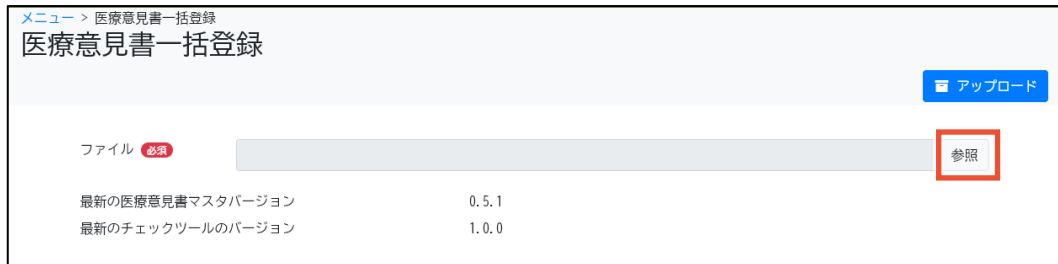 メニュー > 医療意見書一括登録
医療意見書一括登録
アップロード
ファイル 必須 参照
最新の医療意見書マスタバージョン 0.5.1
最新のチェックツールのバージョン 1.0.0